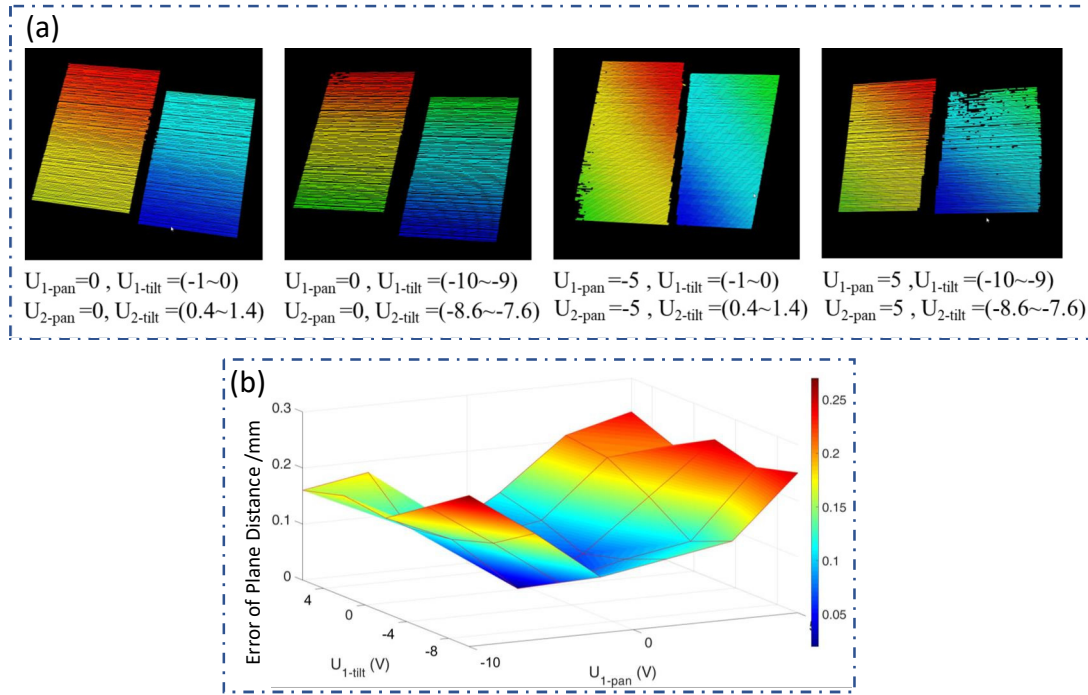 (a)
U1-pan=0 , U1-tilt=(-1~0)
U2-pan=0, U2-tilt=(0.4~1.4)
U1-pan=0 , U1-tilt=(-10~-9)
U2-pan=0, U2-tilt=(-8.6~-7.6)
U1-pan=-5 , U1-tilt=(-1~0)
U2-pan=-5 , U2-tilt=(0.4~1.4)
U1-pan=5 ,U1-tilt=(-10~-9)
U2-pan=5 , U2-tilt=(-8.6~-7.6)
(b)
Error of Plane Distance /mm
0.3
0.2
0.1
0
4
0
-4
-8
U1-tilt (V)
-10
0
U1-pan (V)
0.25
0.2
0.15
0.1
0.05